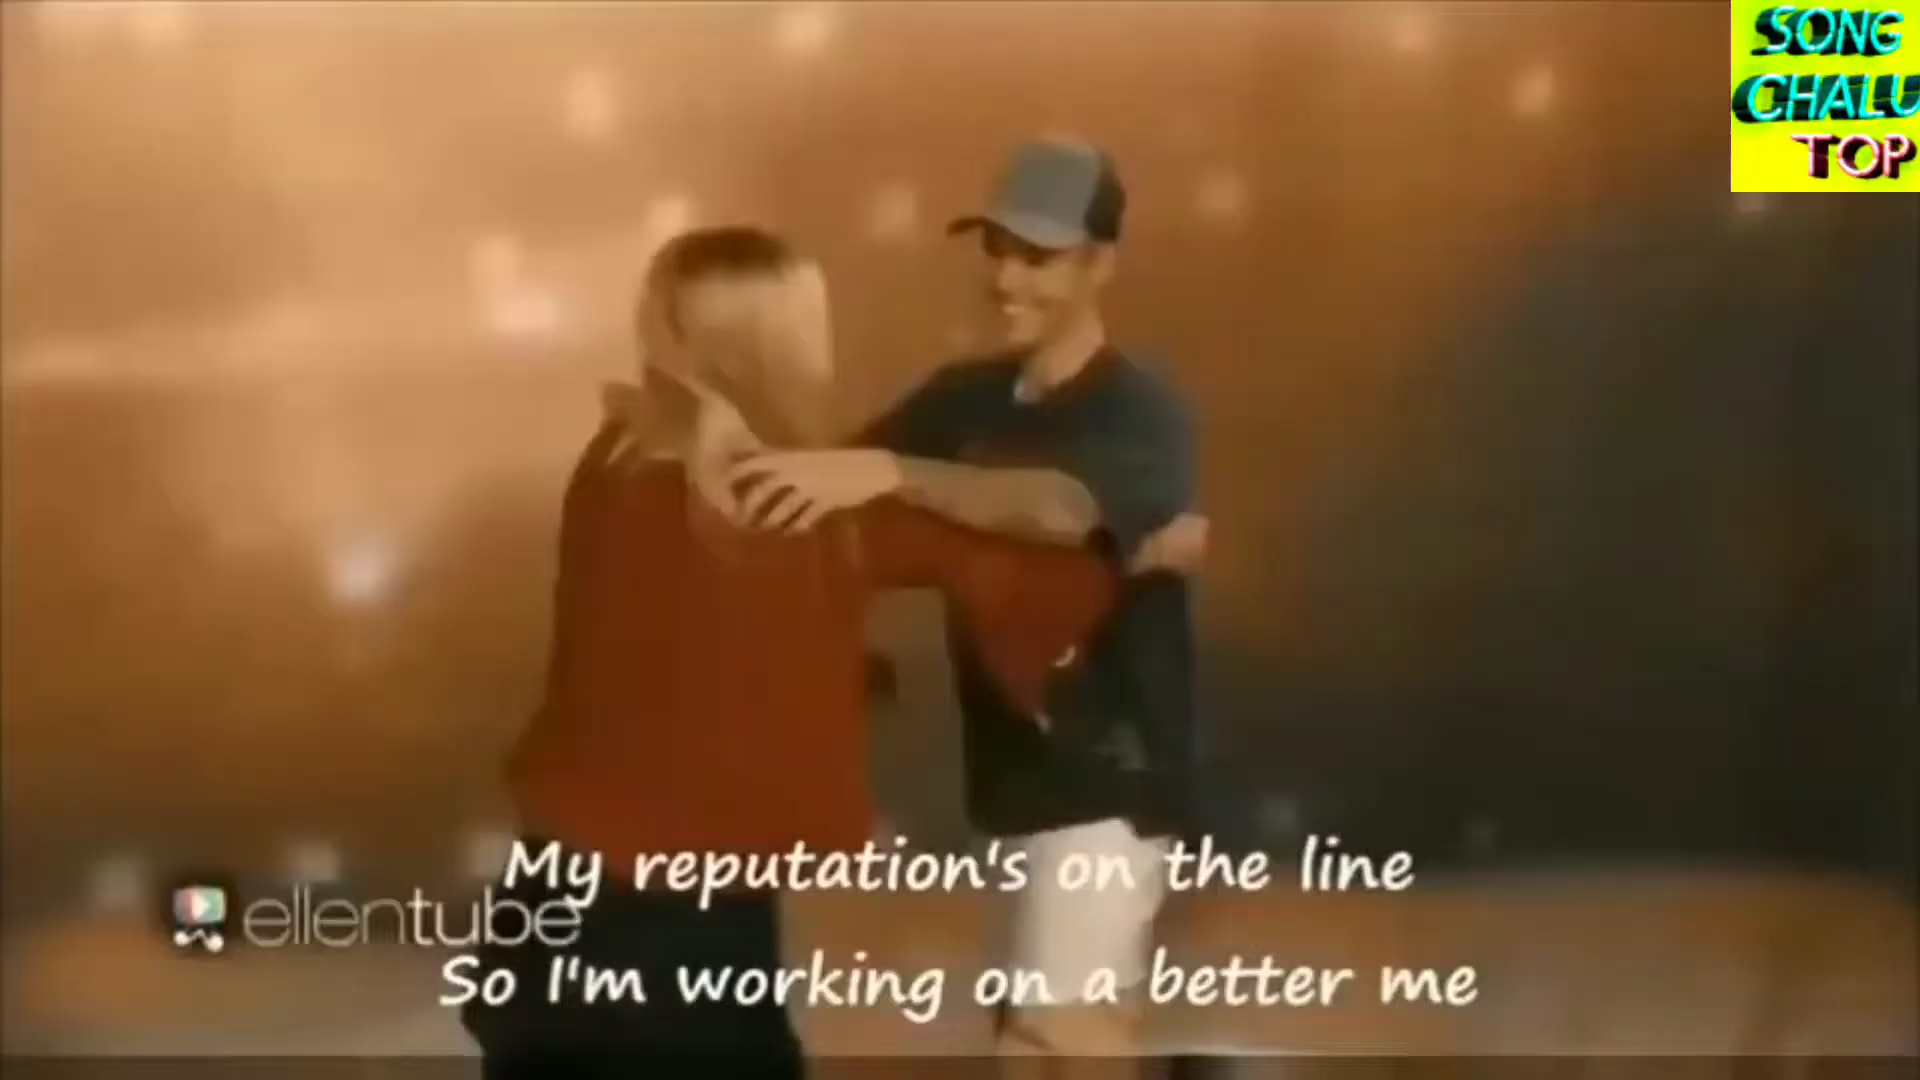 SONG
CHALU
TOP
My reputation's on the line
ellentube
So I'm working on a better me